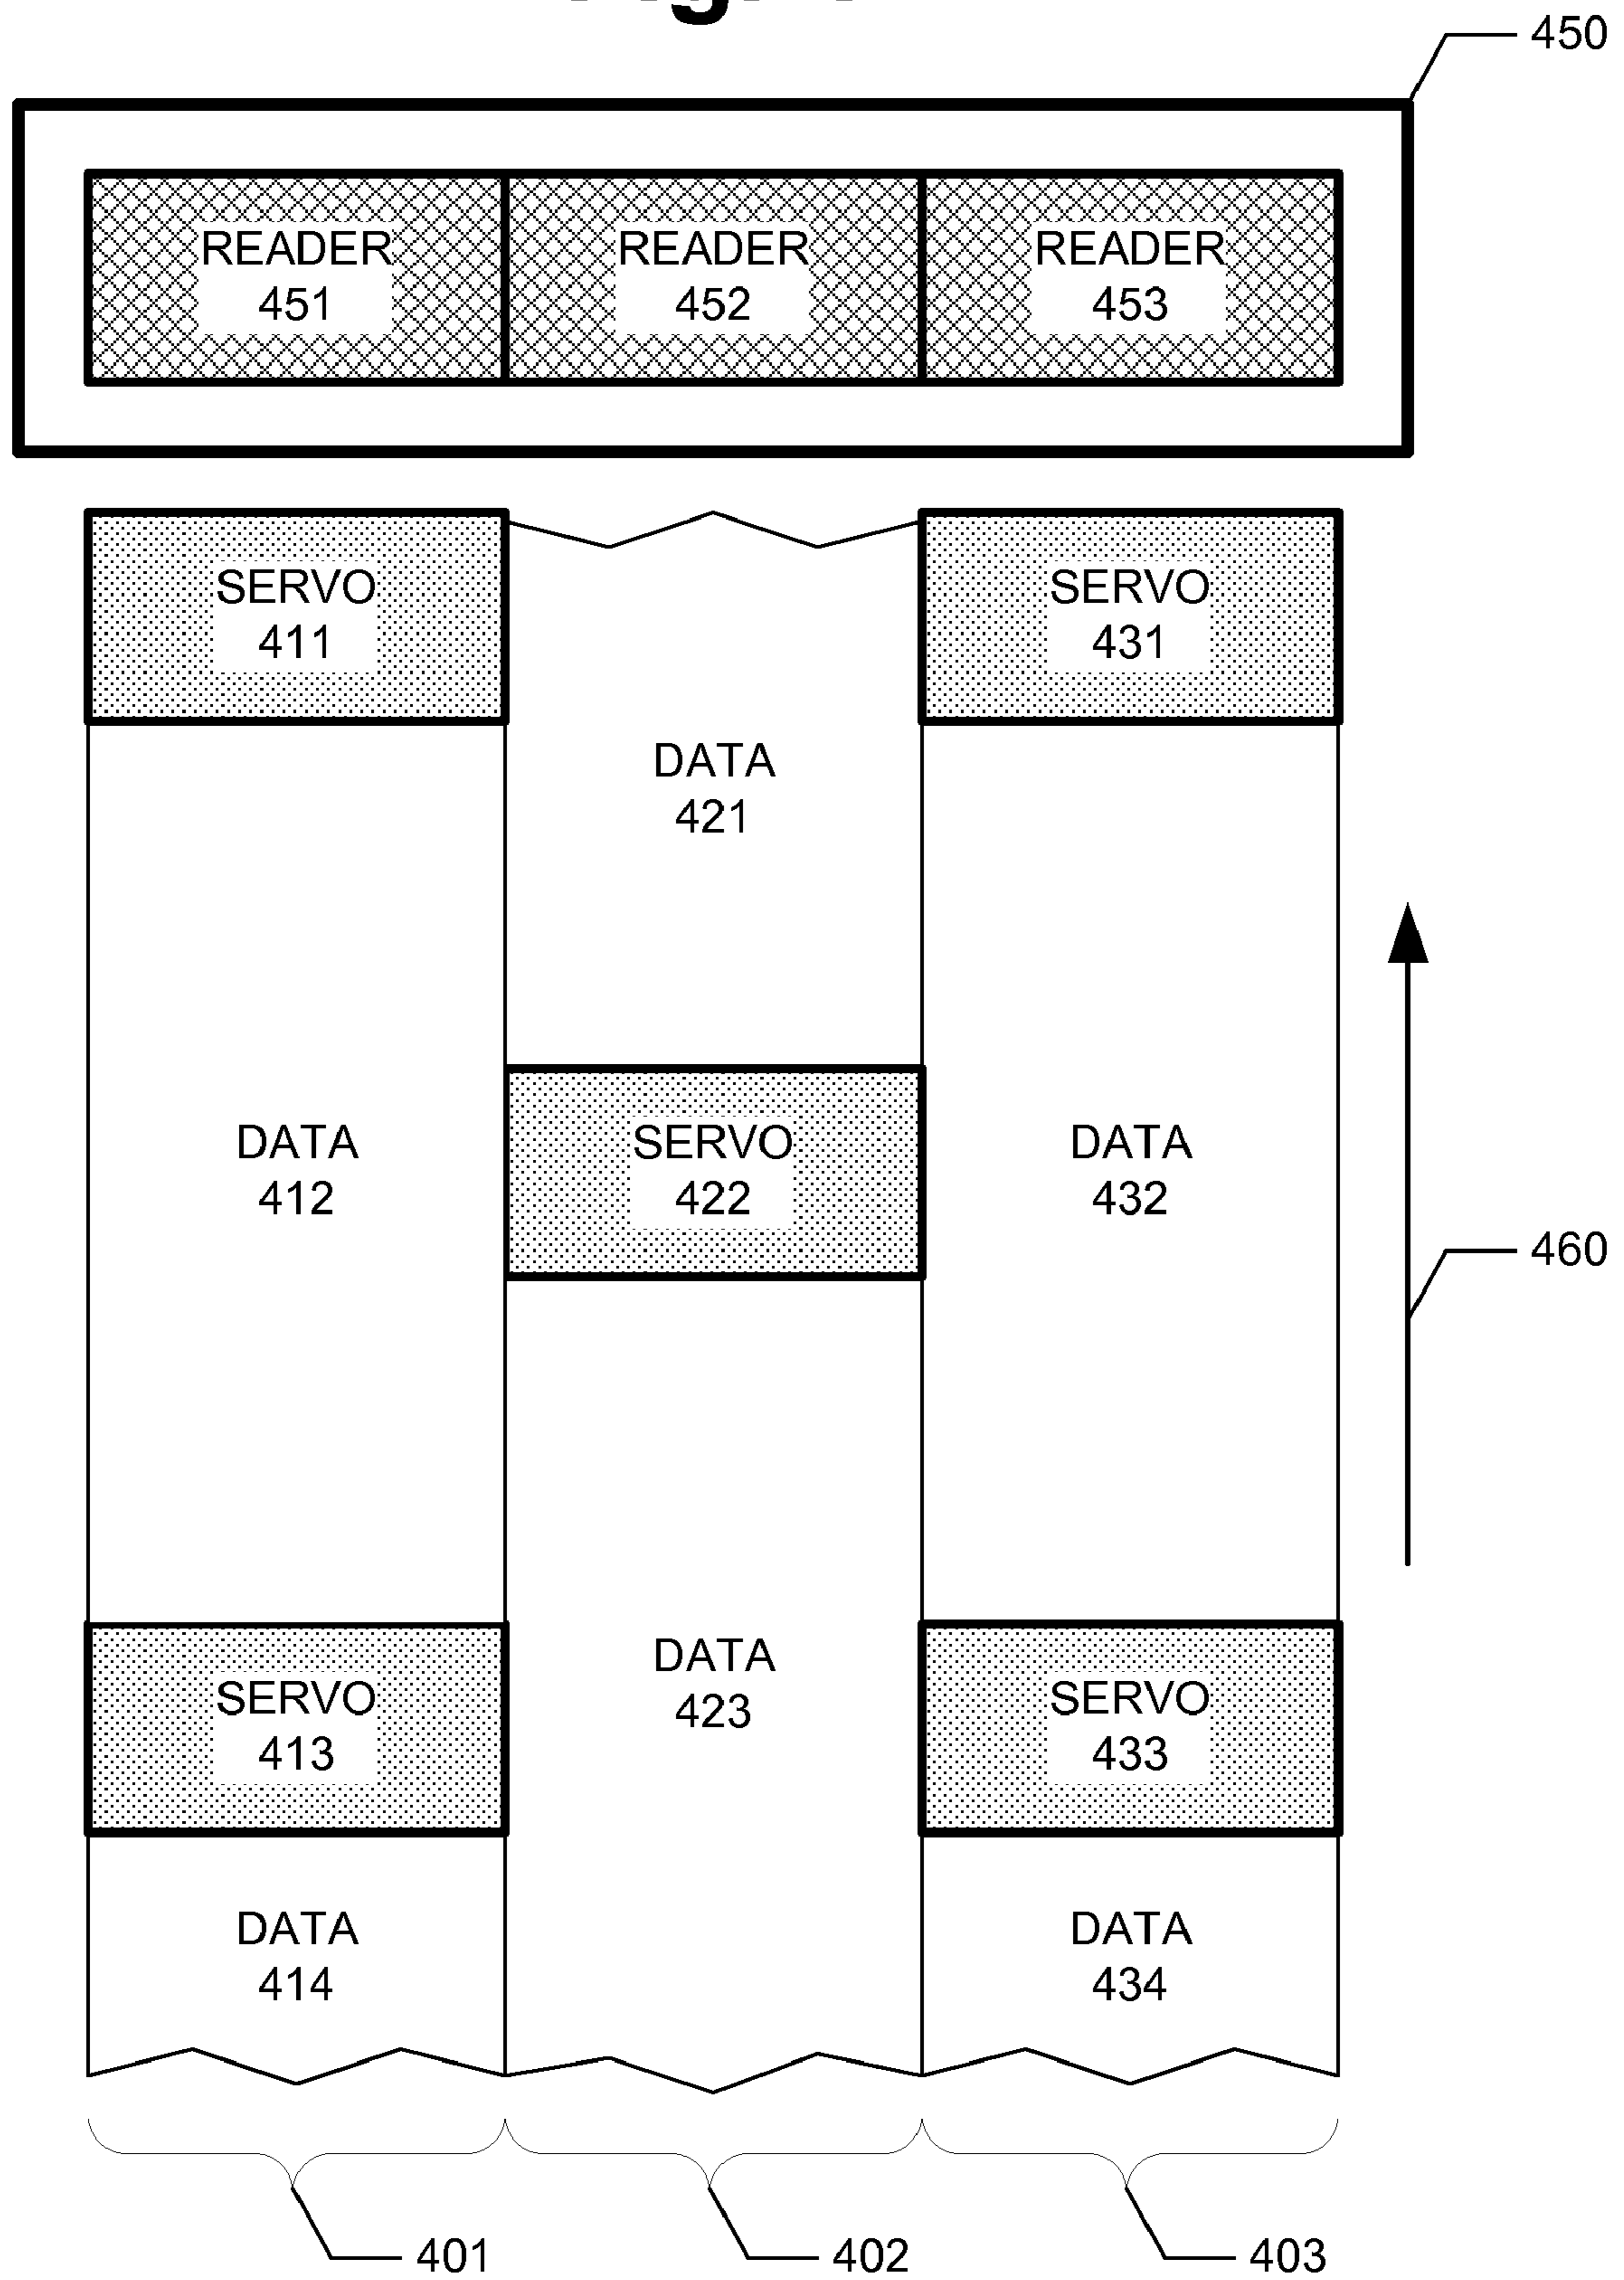 450
READER
451
READER
452
READER
453
SERVO
411
SERVO
431
DATA
421
DATA
412
SERVO
422
DATA
432
460
SERVO
413
DATA
423
SERVO
433
DATA
414
DATA
434
401
402
403